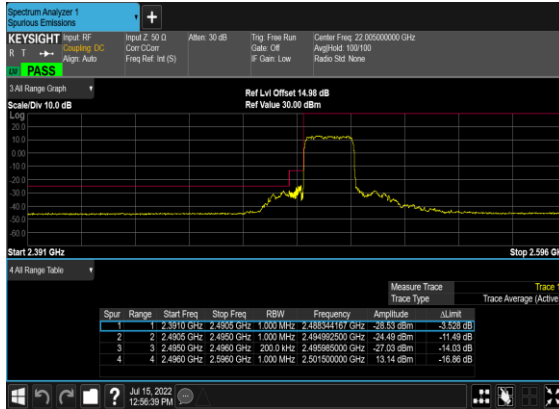 Spectrum Analyzer 1
Spurious Emissions
+
KEYSIGHT
R T
LXI
PASS
Input: RF
Coupling: DC
Align: Auto
Input Z: 50 Ω
Corr CCorr
Freq Ref: Int (S)
Atten: 30 dB
Trig: Free Run
Gate: Off
IF Gain: Low
Center Freq: 22.005000000 GHz
Avg|Hold: 100/100
Radio Std: None
3 All Range Graph
Scale/Div 10.0 dB
Ref Lvl Offset 14.98 dB
Ref Value 30.00 dBm
Log
20.0
10.0
0.00
-10.0
-20.0
-30.0
-40.0
-50.0
-60.0
Start 2.391 GHz
Stop 2.596 GH
4 All Range Table
Measure Trace Trace 1
Trace Type Trace Average (Active
Spur Range Start Freq Stop Freq RBW Frequency Amplitude ΔLimit
1 1 2.3910 GHz 2.4905 GHz 1.000 MHz 2.488344167 GHz -28.53 dBm -3.528 dB
2 2 2.4905 GHz 2.4950 GHz 1.000 MHz 2.494992500 GHz -24.49 dBm -11.49 dB
3 3 2.4950 GHz 2.4960 GHz 200.0 kHz 2.495985000 GHz -27.03 dBm -14.03 dB
4 4 2.4960 GHz 2.5960 GHz 1.000 MHz 2.501500000 GHz 13.14 dBm -16.86 dB
?
Jul 15, 2022
12:56:39 PM